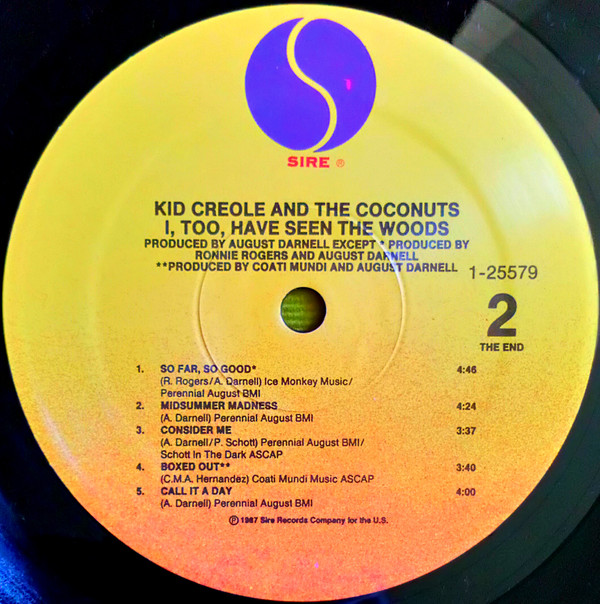 SIRE ®
KID CREOLE AND THE COCONUTS
I, TOO, HAVE SEEN THE WOODS
PRODUCED BY AUGUST DARNELL EXCEPT * PRODUCED BY
RONNIE ROGERS AND AUGUST DARNELL
**PRODUCED BY COATI MUNDI AND AUGUST DARNELL
1-25579
2
THE END
1. SO FAR, SO GOOD* 4:46
(R. Rogers/A. Darnell) Ice Monkey Music/
Perennial August BMI
2. MIDSUMMER MADNESS 4:24
(A. Darnell) Perennial August BMI
3. CONSIDER ME 3:37
(A. Darnell/P. Schott) Perennial August BMI/
Schott In The Dark ASCAP
4. BOXED OUT** 3:40
(C.M.A. Hernandez) Coati Mundi Music ASCAP
5. CALL IT A DAY 4:00
(A. Darnell) Perennial August BMI
℗ 1987 Sire Records Company for the U.S.